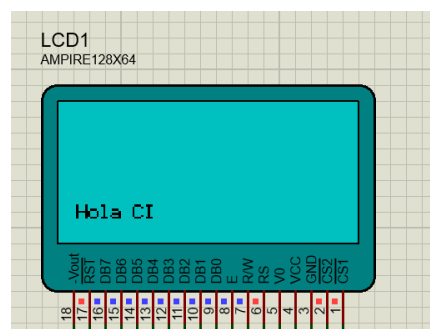 LCD1
AMPIRE128X64
Hola CI
-Vout
RST
DB7
DB6
DB5
DB4
DB3
DB2
DB1
DB0
E
R/W
RS
V0
VCC
GND
CS2
CS1
18
17
16
15
14
13
12
11
10
9
8
7
6
5
4
3
2
1